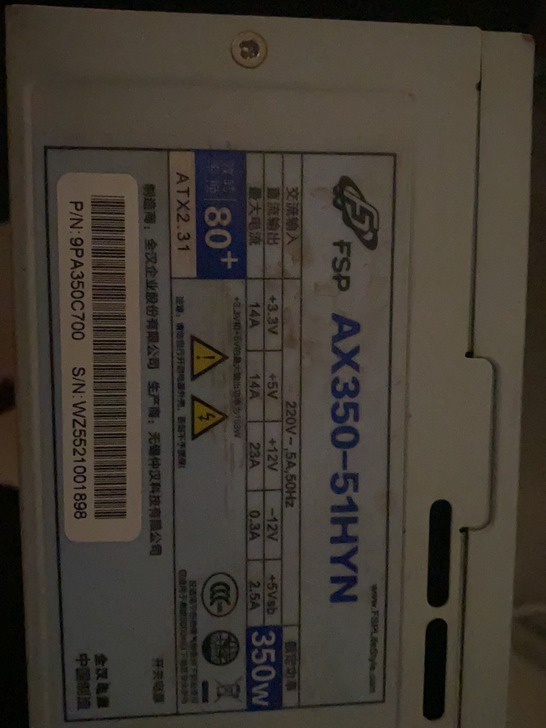 FSP AX350-51HYN
www.FSPLifeStyle.com
交流输入 220V~,5A,50Hz 额定功率
直流输出 +3.3V +5V +12V -12V +5Vsb 350W
最大电流 14A 14A 23A 0.3A 2.5A
80+
ATX2.31
制造商: 全汉企业股份有限公司 生产商: 无锡仲汉科技有限公司
开关电源
P/N:9PA350C700 S/N:WZ5521001898
中国制造